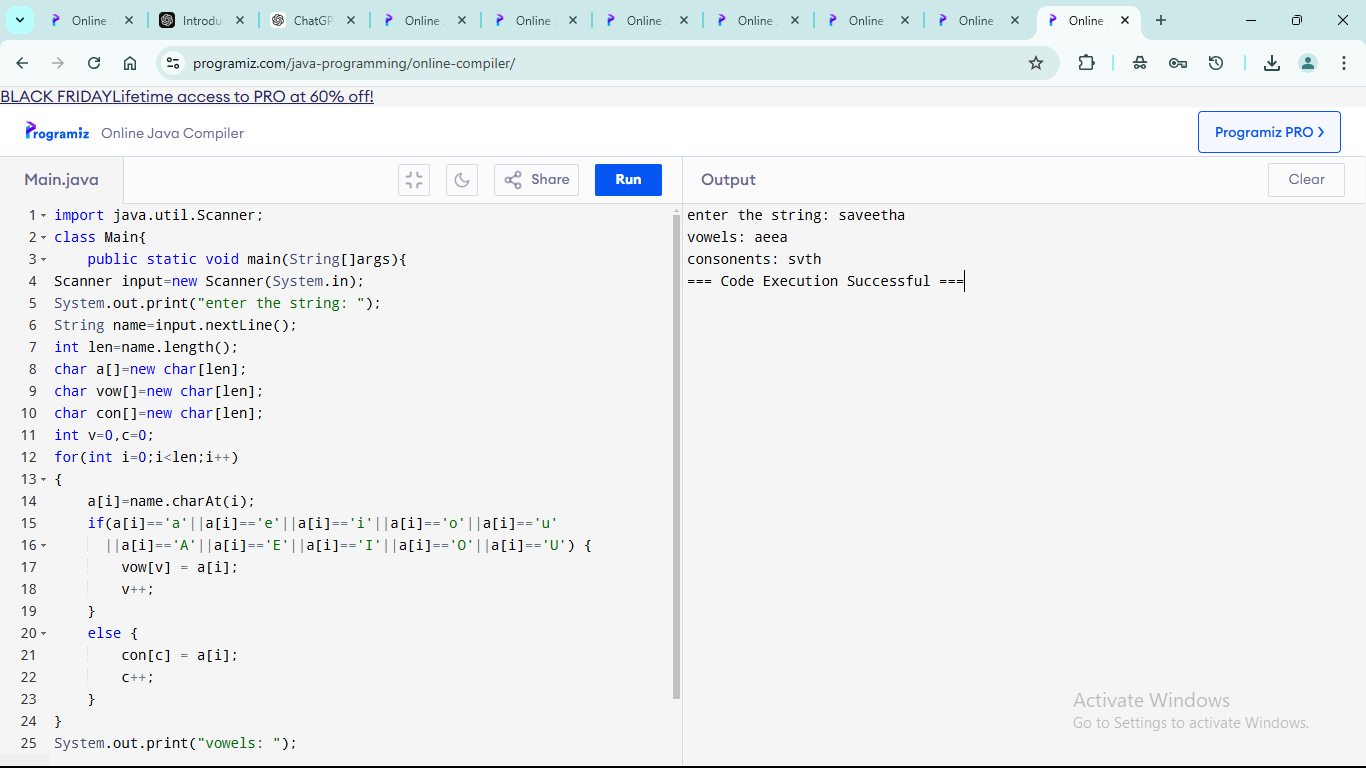 Online J
Introdu
ChatGP
Online J
Online J
Online J
Online J
Online
Online
Online J
programiz.com/java-programming/online-compiler/
BLACK FRIDAYLifetime access to PRO at 60% off!
Programiz Online Java Compiler
Programiz PRO
Main.java
Share
Run
Output
Clear
1 import java.util.Scanner;
2 class Main{
3     public static void main(String[]args){
4 Scanner input=new Scanner(System.in);
5 System.out.print("enter the string: ");
6 String name=input.nextLine();
7 int len=name.length();
8 char a[]=new char[len];
9 char vow[]=new char[len];
10 char con[]=new char[len];
11 int v=0,c=0;
12 for(int i=0;i<len;i++)
13 {
14     a[i]=name.charAt(i);
15     if(a[i]=='a'||a[i]=='e'||a[i]=='i'||a[i]=='o'||a[i]=='u'
16       ||a[i]=='A'||a[i]=='E'||a[i]=='I'||a[i]=='O'||a[i]=='U') {
17         vow[v] = a[i];
18         v++;
19     }
20     else {
21         con[c] = a[i];
22         c++;
23     }
24 }
25 System.out.print("vowels: ");
enter the string: saveetha
vowels: aeea
consonents: svth
=== Code Execution Successful ===
Activate Windows
Go to Settings to activate Windows.